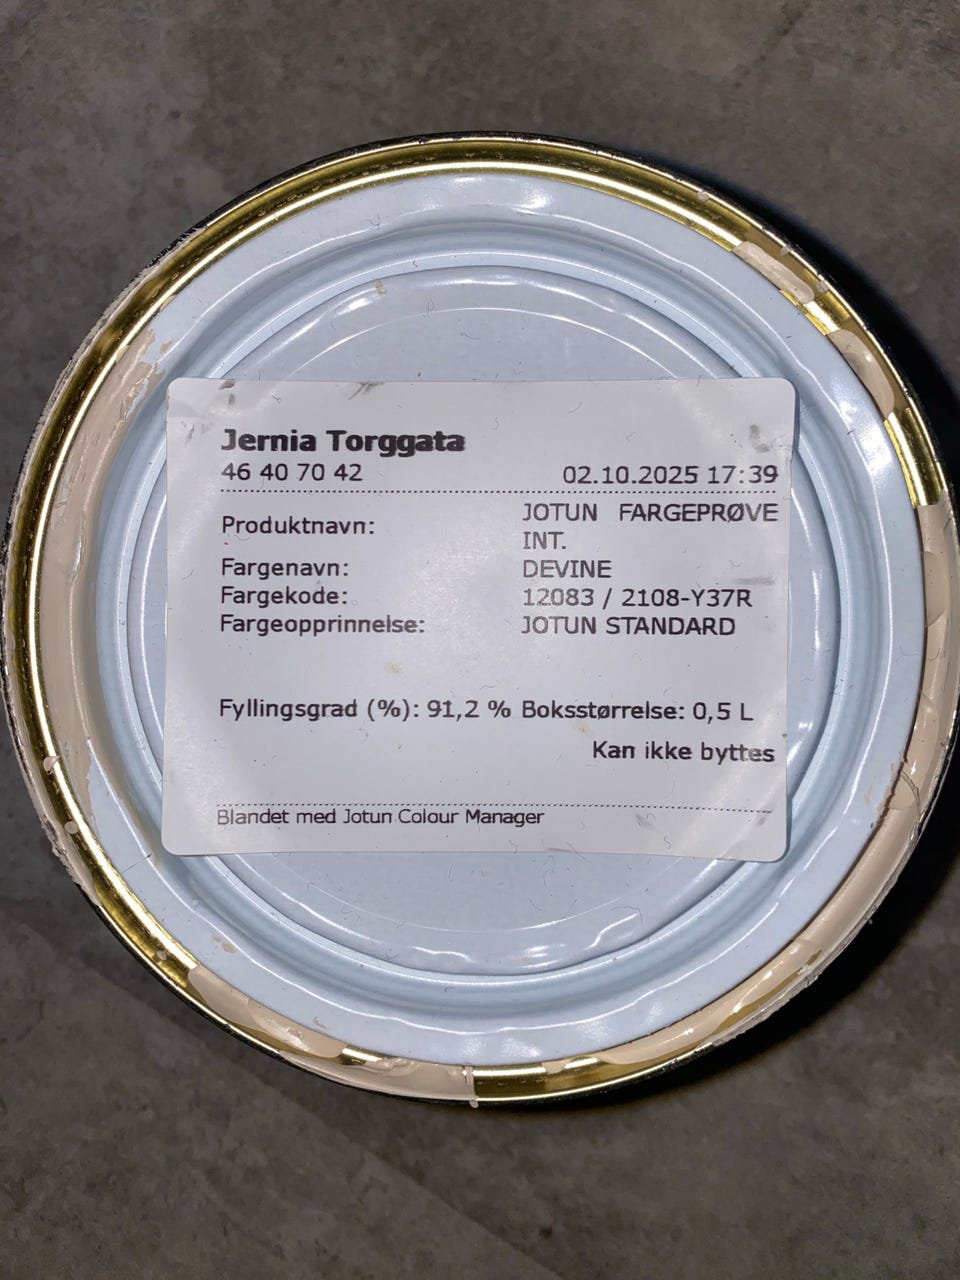 Jernia Torggata
46 40 70 42 02.10.2025 17:39
Produktnavn: JOTUN FARGEPRØVE INT.
Fargenavn: DEVINE
Fargekode: 12083 / 2108-Y37R
Fargeopprinnelse: JOTUN STANDARD
Fyllingsgrad (%): 91,2 % Boksstørrelse: 0,5 L
Kan ikke byttes
Blandet med Jotun Colour Manager